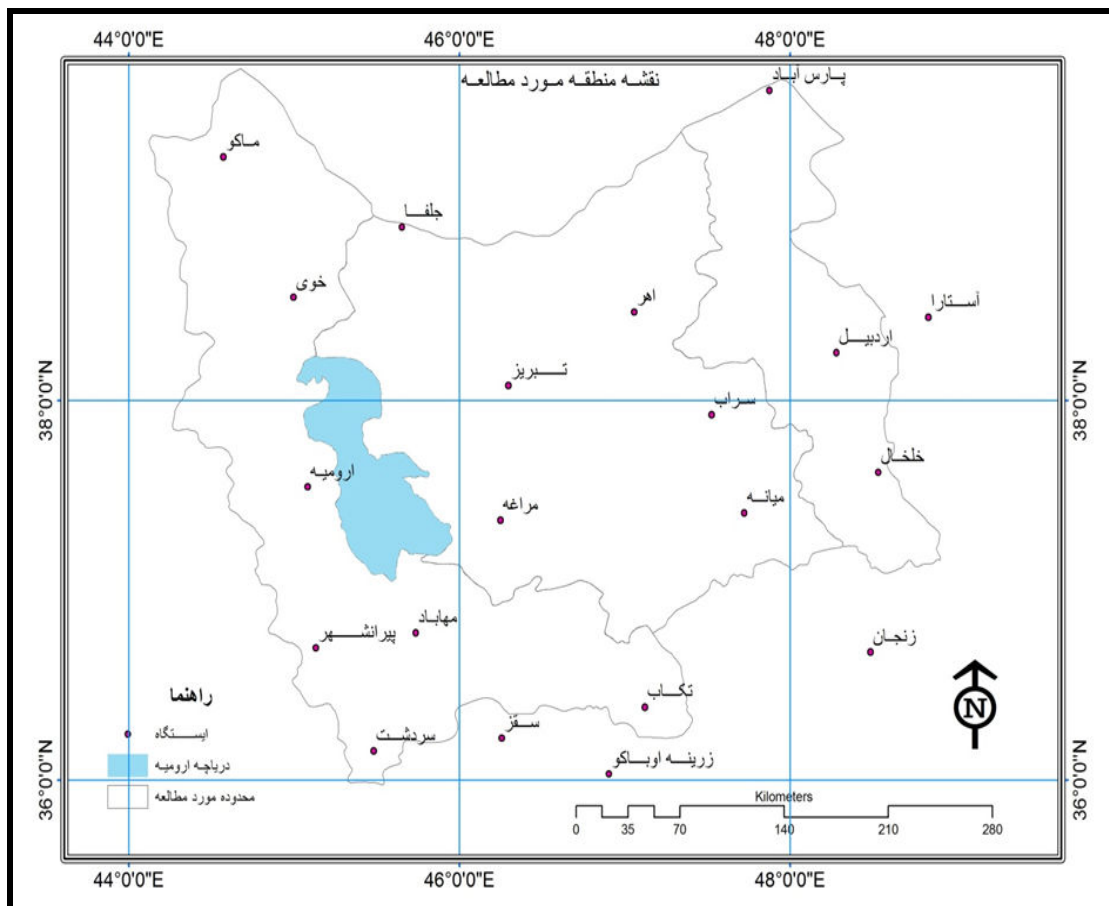 44°0'0"E 46°0'0"E 48°0'0"E
نقشه منطقه مورد مطالعه
پارس آباد
ماکو
جلفا
خوی
اهر
آستارا
اردبیل
تبریز
38°0'0"N 38°0'0"N
سراب
خلخال
ارومیه
میانه
مراغه
مهاباد
پیرانشهر
زنجان
تکاب
سقز
سردشت
زرینه اوباکو
راهنما
ایستگاه
دریاچه ارومیه
محدوده مورد مطالعه
N
36°0'0"N 36°0'0"N
Kilometers
0 35 70 140 210 280
44°0'0"E 46°0'0"E 48°0'0"E